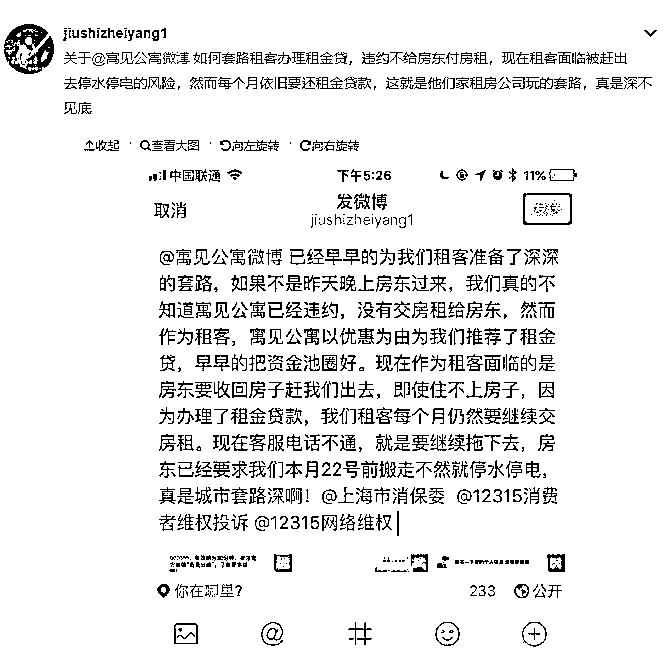 jiushizheiyang1
关于@寓见公寓微博 如何套路租客办理租金贷，违约不给房东付房租，现在租客面临被赶出
去停水停电的风险，然而每个月依旧要还租金贷款，这就是他们家租房公司玩的套路，真是深不
见底
收起 · 查看大图 · 向左旋转 · 向右旋转
中国联通 下午5:26 11%
取消 发微博
jiushizheiyang1
@寓见公寓微博 已经早早的为我们租客准备了深深
的套路，如果不是昨天晚上房东过来，我们真的不
知道寓见公寓已经违约，没有交房租给房东，然而
作为租客，寓见公寓以优惠为由为我们推荐了租金
贷，早早的把资金池圈好。现在作为租客面临的是
房东要收回房子赶我们出去，即使住不上房子，因
为办理了租金贷款，我们租客每个月仍然要继续交
房租。现在客服电话不通，就是要继续拖下去，房
东已经要求我们本月22号前搬走不然就停水停电，
真是城市套路深啊！@上海市消保委 @12315消费
者维权投诉 @12315网络维权
你在哪里？ 233 公开